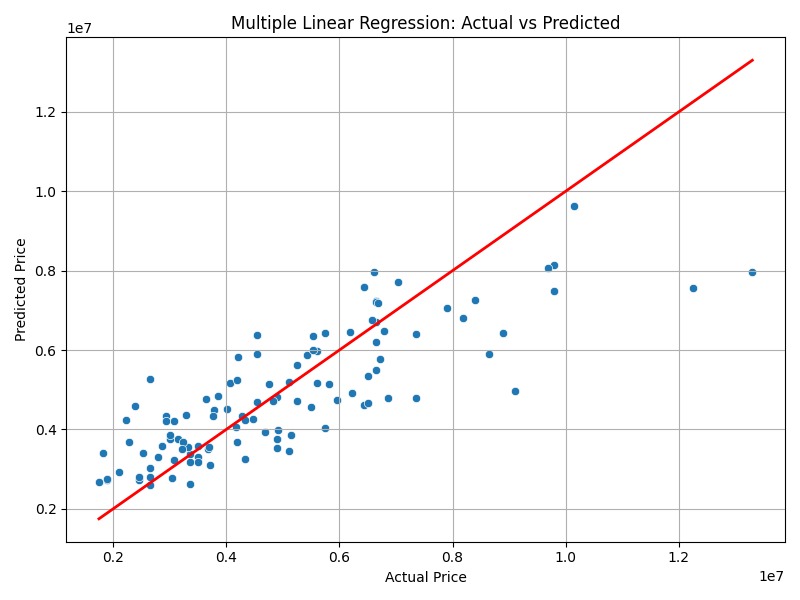 Multiple Linear Regression: Actual vs Predicted
1e7
1.2
1.0
0.8
0.6
0.4
0.2
Predicted Price
0.2 0.4 0.6 0.8 1.0 1.2
1e7
Actual Price